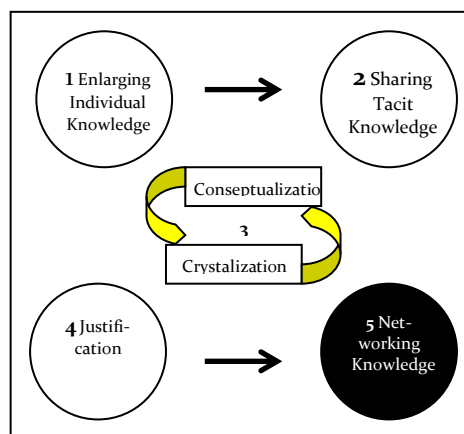 1 Enlarging
Individual
Knowledge
2 Sharing
Tacit
Knowledge
Conseptualizatio
3
Crystalization
4 Justifi-
cation
5 Net-
working
Knowledge